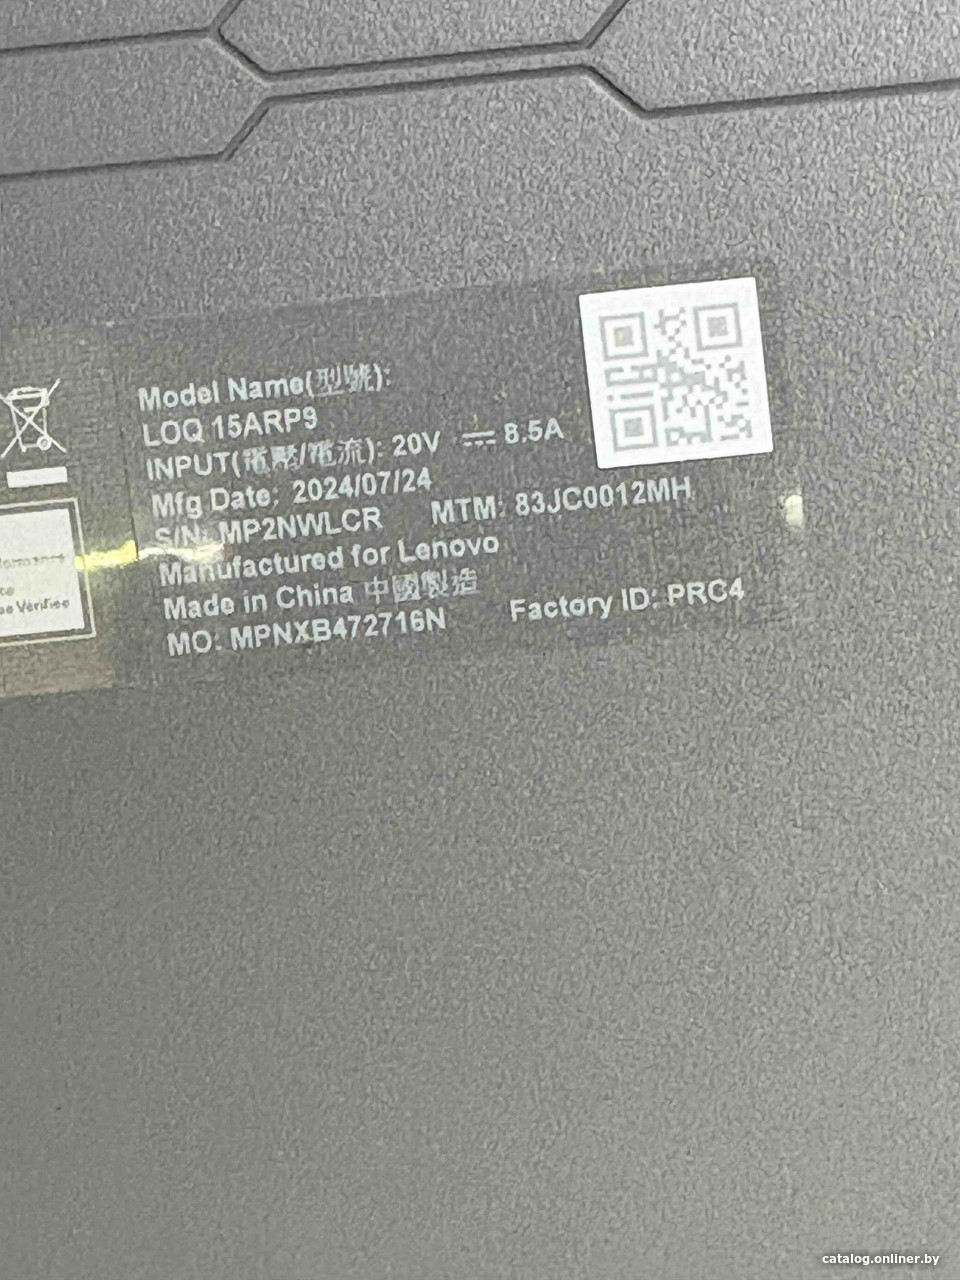 Model Name(型號):
LOQ 15ARP9
INPUT(電壓/電流): 20V ⎓ 8.5A
Mfg Date: 2024/07/24
S/N: MP2NWLCR MTM: 83JC0012MH
Manufactured for Lenovo
Made in China 中國製造
MO: MPNXB472716N Factory ID: PRC4
Vérifiée
catalog.onliner.by